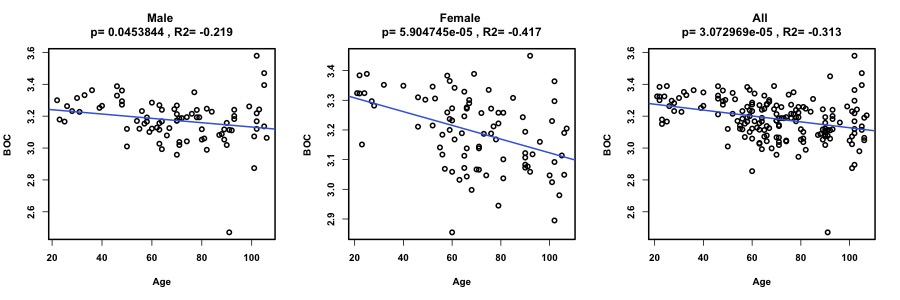 Male
p= 0.0453844 , R2= -0.219
3.6
3.4
3.2
3.0
2.8
2.6
BOC
20 40 60 80 100
Age
Female
p= 5.904745e-05 , R2= -0.417
3.4
3.3
3.2
3.1
3.0
2.9
BOC
20 40 60 80 100
Age
All
p= 3.072969e-05 , R2= -0.313
3.6
3.4
3.2
3.0
2.8
2.6
BOC
20 40 60 80 100
Age